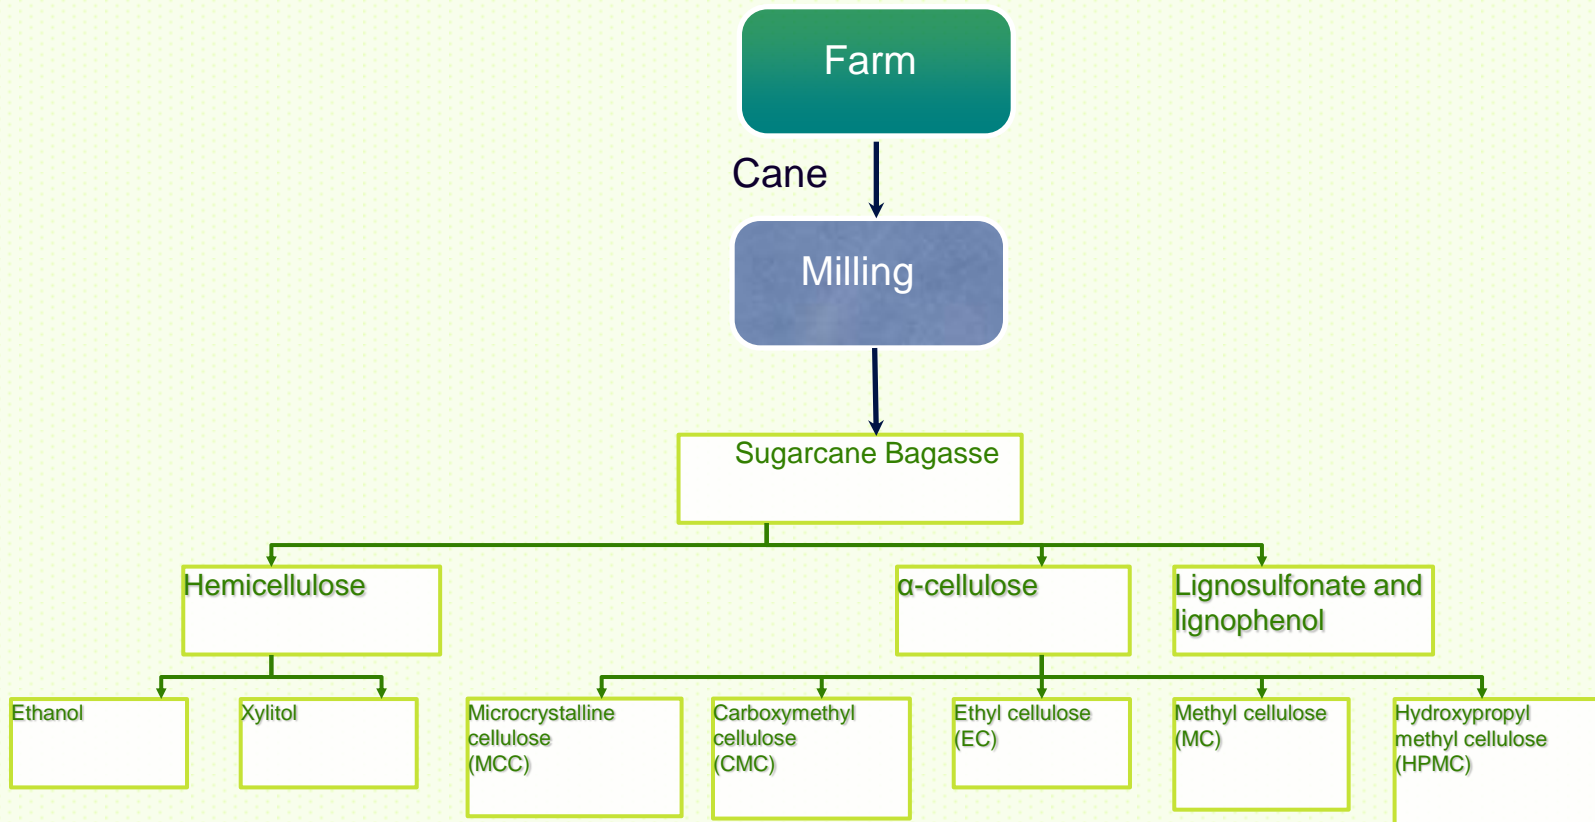 Farm
Cane
Milling
Sugarcane Bagasse
Hemicellulose
α-cellulose
Lignosulfonate and
lignophenol
Ethanol
Xylitol
Microcrystalline
cellulose
(MCC)
Carboxymethyl
cellulose
(CMC)
Ethyl cellulose
(EC)
Methyl cellulose
(MC)
Hydroxypropyl
methyl cellulose
(HPMC)